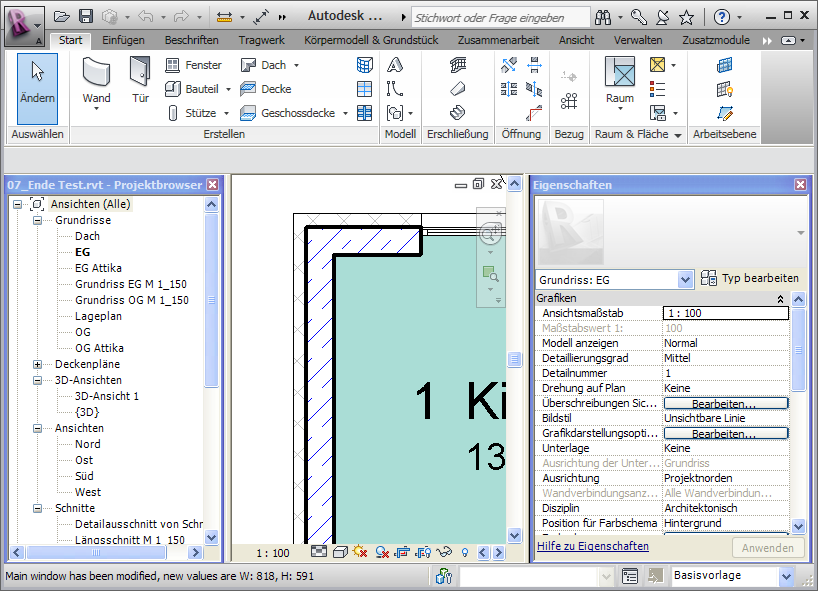 Autodesk ...
Stichwort oder Frage eingeben
Start Einfügen Beschriften Tragwerk Körpermodell & Grundstück Zusammenarbeit Ansicht Verwalten Zusatzmodule
Ändern
Wand
Tür
Fenster
Bauteil
Stütze
Dach
Decke
Geschossdecke
Raum
Auswählen Erstellen Modell Erschließung Öffnung Bezug Raum & Fläche Arbeitsebene
07_Ende Test.rvt - Projektbrowser
Ansichten (Alle)
Grundrisse
Dach
EG
EG Attika
Grundriss EG M 1_150
Grundriss OG M 1_150
Lageplan
OG
OG Attika
Deckenpläne
3D-Ansichten
3D-Ansicht 1
{3D}
Ansichten
Nord
Ost
Süd
West
Schnitte
Detailausschnitt von Schr
Längsschnitt M 1_150
1 Ki
13
1 : 100
Eigenschaften
Grundriss: EG
Typ bearbeiten
Grafiken
Ansichtsmaßstab 1 : 100
Maßstabswert 1: 100
Modell anzeigen Normal
Detaillierungsgrad Mittel
Detailnummer 1
Drehung auf Plan Keine
Überschreibungen Sic... Bearbeiten...
Bildstil Unsichtbare Linie
Grafikdarstellungsopti... Bearbeiten...
Unterlage Keine
Ausrichtung der Unter... Grundriss
Ausrichtung Projektnorden
Wandverbindungsanz... Alle Wandverbindun...
Disziplin Architektonisch
Position für Farbschema Hintergrund
Hilfe zu Eigenschaften
Anwenden
Main window has been modified, new values are W: 818, H: 591
Basisvorlage